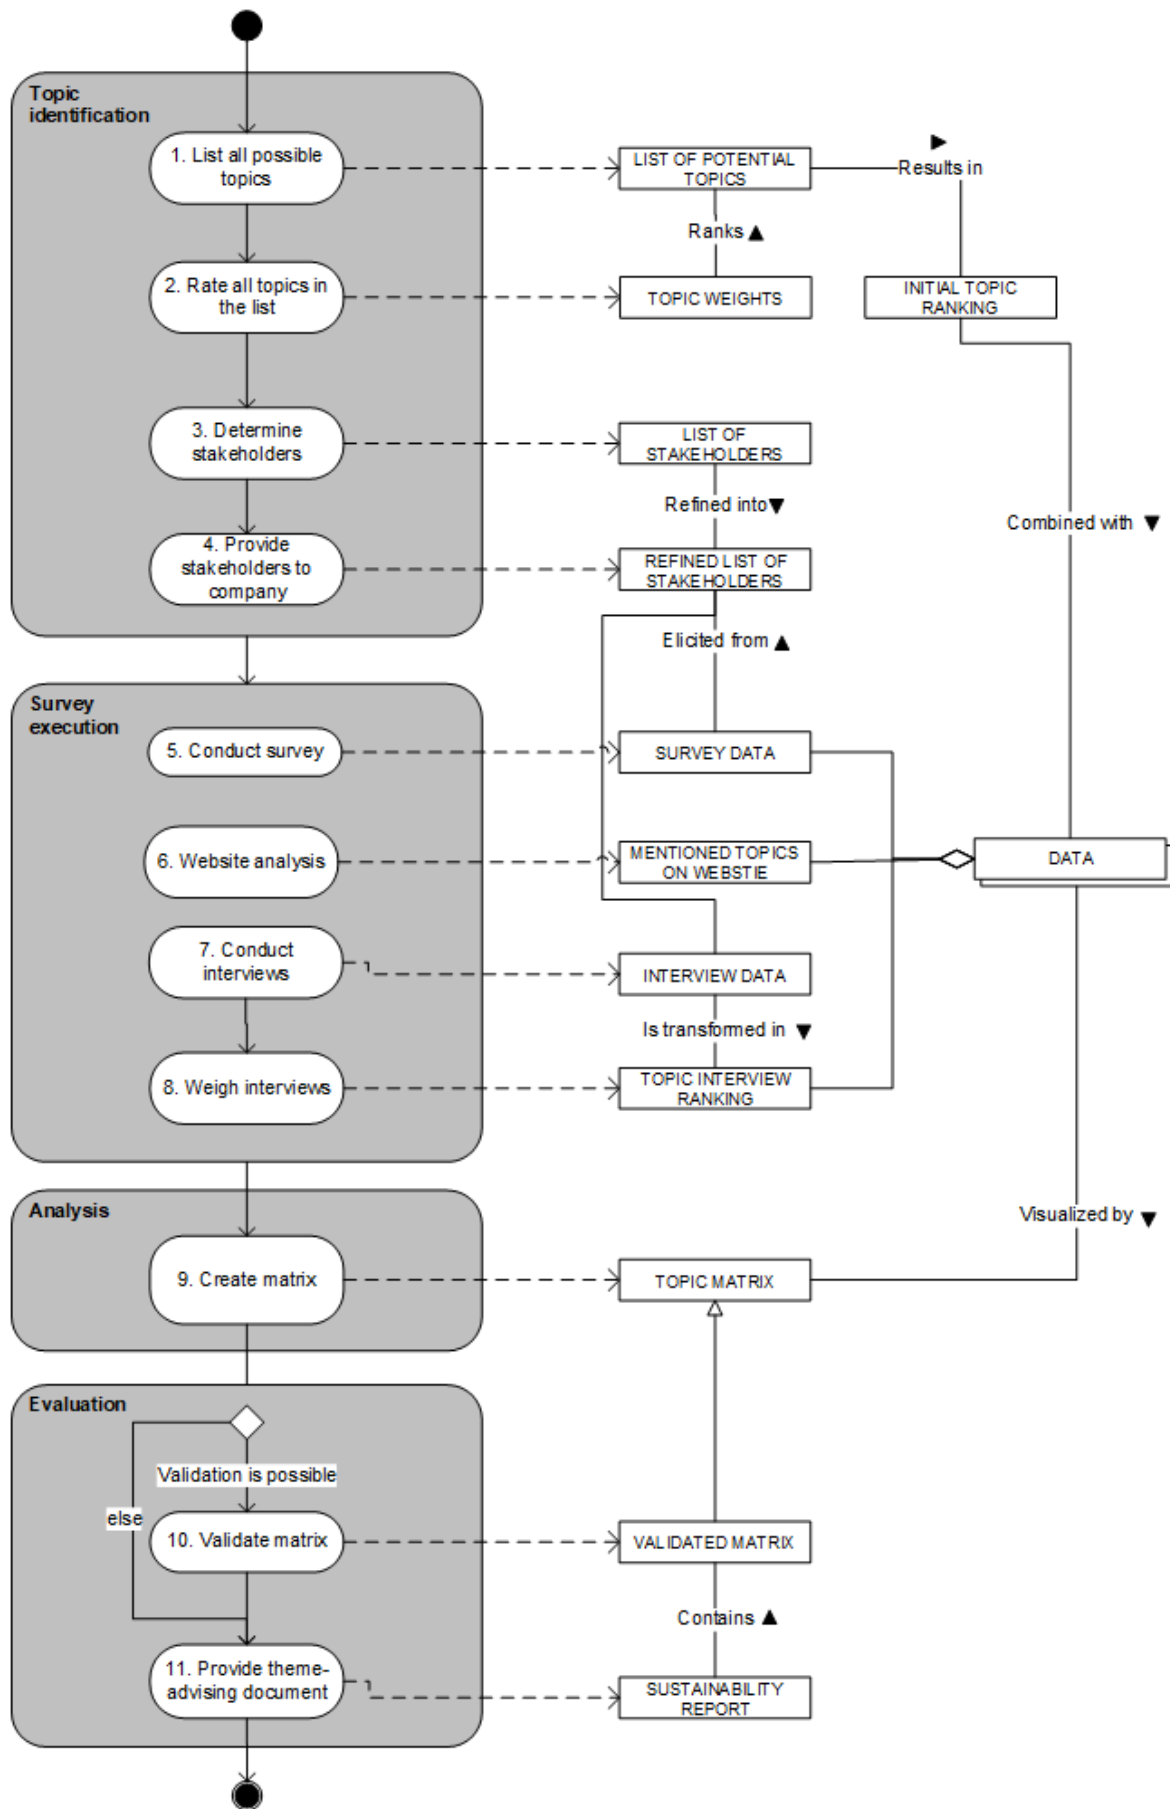 Topic
identification
1. List all possible
topics
LIST OF POTENTIAL
TOPICS
Results in
Ranks
2. Rate all topics in
the list
TOPIC WEIGHTS
INITIAL TOPIC
RANKING
3. Determine
stakeholders
LIST OF
STAKEHOLDERS
Refined into
Combined with
4. Provide
stakeholders to
company
REFINED LIST OF
STAKEHOLDERS
Elicited from
Survey
execution
5. Conduct survey
SURVEY DATA
6. Website analysis
MENTIONED TOPICS
ON WEBSTIE
DATA
7. Conduct
interviews
INTERVIEW DATA
Is transformed in
8. Weigh interviews
TOPIC INTERVIEW
RANKING
Analysis
Visualized by
9. Create matrix
TOPIC MATRIX
Evaluation
Validation is possible
else
10. Validate matrix
VALIDATED MATRIX
Contains
11. Provide theme-
advising document
SUSTAINABILITY
REPORT